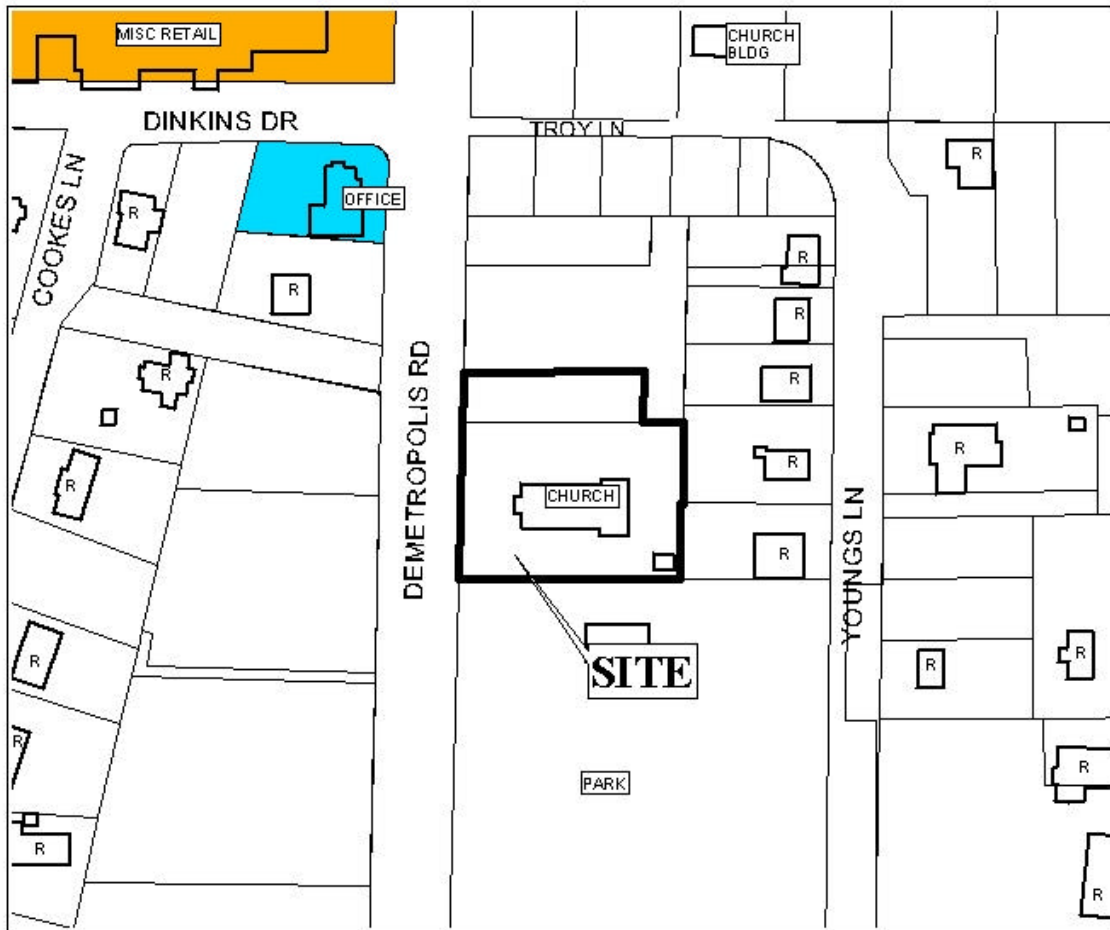 MISC RETAIL
CHURCH
BLDG
DINKINS DR
TROY LN
R
COOKES LN
R
OFFICE
R
R
R
R
DEMETROPOLIS RD
R
R
R
R
CHURCH
R
YOUNGS LN
R
R
R
SITE
R
R
R
PARK
R
R